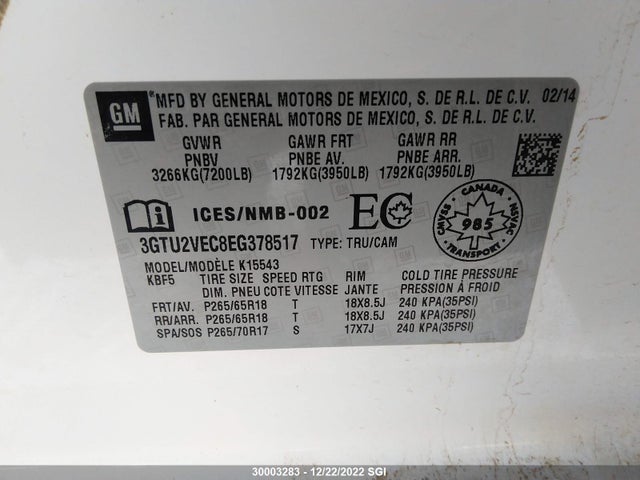 GM
MFD BY GENERAL MOTORS DE MEXICO, S. DE R.L. DE C.V. 02/14
FAB. PAR GENERAL MOTORS DE MEXICO, S. DE R.L. DE C.V.
GVWR GAWR FRT GAWR RR
PNBV PNBE AV. PNBE ARR.
3266KG(7200LB) 1792KG(3950LB) 1792KG(3950LB)
ICES/NMB-002 EC
CANADA
CMVSS 985 NSVAC
3GTU2VEC8EG378517 TYPE: TRU/CAM
MODEL/MODÈLE K15543
KBF5 TIRE SIZE SPEED RTG RIM COLD TIRE PRESSURE
DIM. PNEU COTE VITESSE JANTE PRESSION À FROID
FRT/AV. P265/65R18 T 18X8.5J 240 KPA(35PSI)
RR/ARR. P265/65R18 T 18X8.5J 240 KPA(35PSI)
SPA/SOS P265/70R17 S 17X7J 240 KPA(35PSI)
30003283 - 12/22/2022 SGI